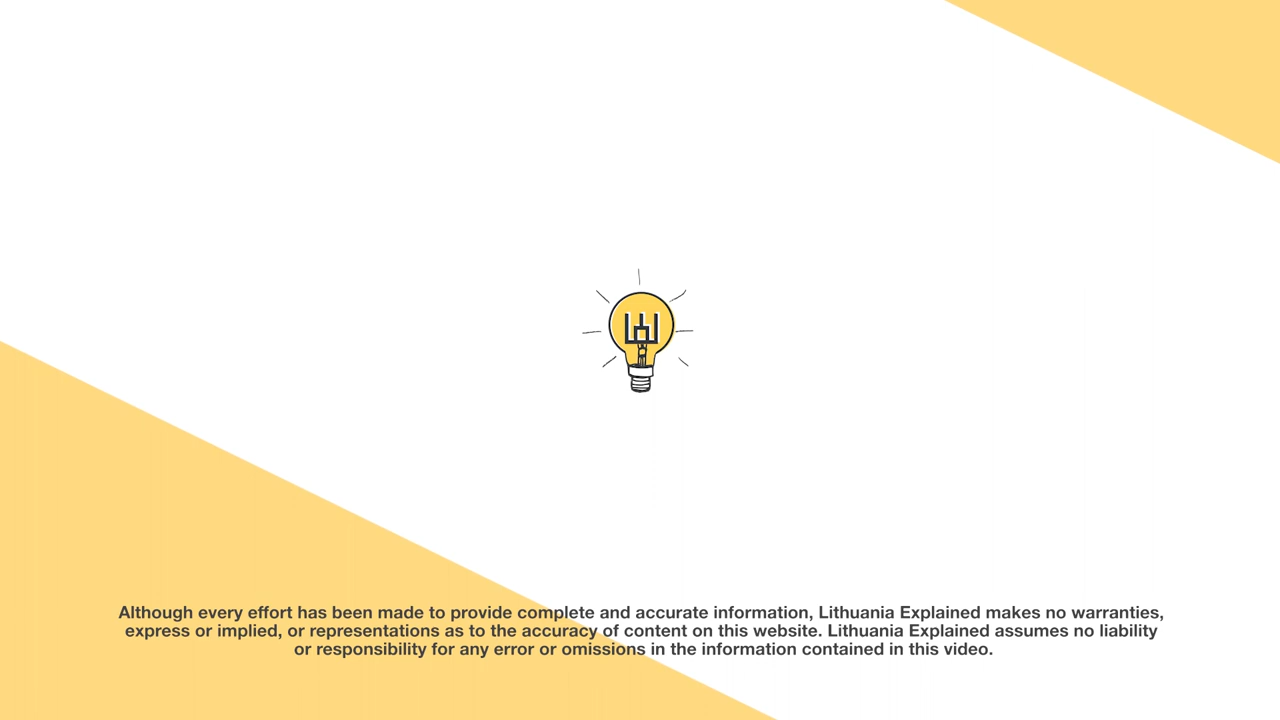 Although every effort has been made to provide complete and accurate information, Lithuania Explained makes no warranties,
express or implied, or representations as to the accuracy of content on this website. Lithuania Explained assumes no liability
or responsibility for any error or omissions in the information contained in this video.